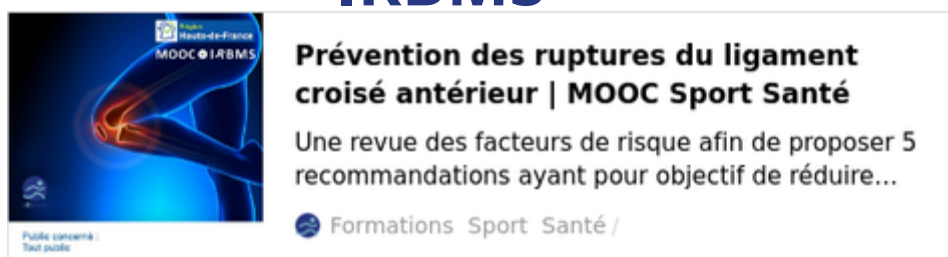 IRBMS
Région
Hauts-de-France
MOOC IRBMS
Prévention des ruptures du ligament
croisé antérieur | MOOC Sport Santé
Une revue des facteurs de risque afin de proposer 5
recommandations ayant pour objectif de réduire...
Formations Sport Santé /
Public concerné :
Tout public